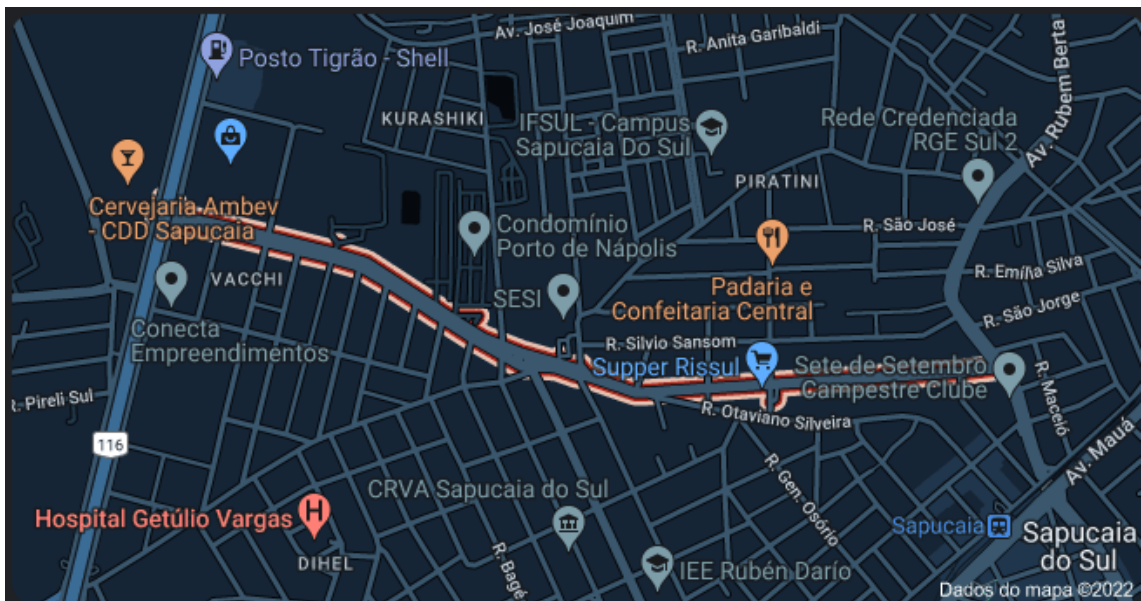 Av. José Joaquim
R. Anita Garibaldi
Av. Rubem Berta
Posto Tigrão - Shell
KURASHIKI
IFSUL - Campus
Sapucaia Do Sul
Rede Credenciada
RGE Sul 2
PIRATINI
Cervejaria Ambev
- CDD Sapucaia
Condomínio
Porto de Nápolis
R. São José
R. Emília Silva
VACCHI
SESI
Padaria e
Confeitaria Central
R. São Jorge
Conecta
Empreendimentos
R. Silvio Sansom
Supper Rissul
Sete de Setembro
Campestre Clube
R. Maceió
R. Pireli Sul
R. Otaviano Silveira
116
Av. Mauá
CRVA Sapucaia do Sul
R. Gen. Osório
H
Hospital Getúlio Vargas
Sapucaia
Sapucaia
do Sul
DIHEL
R. Bagé
IEE Rubén Darío
Dados do mapa ©2022